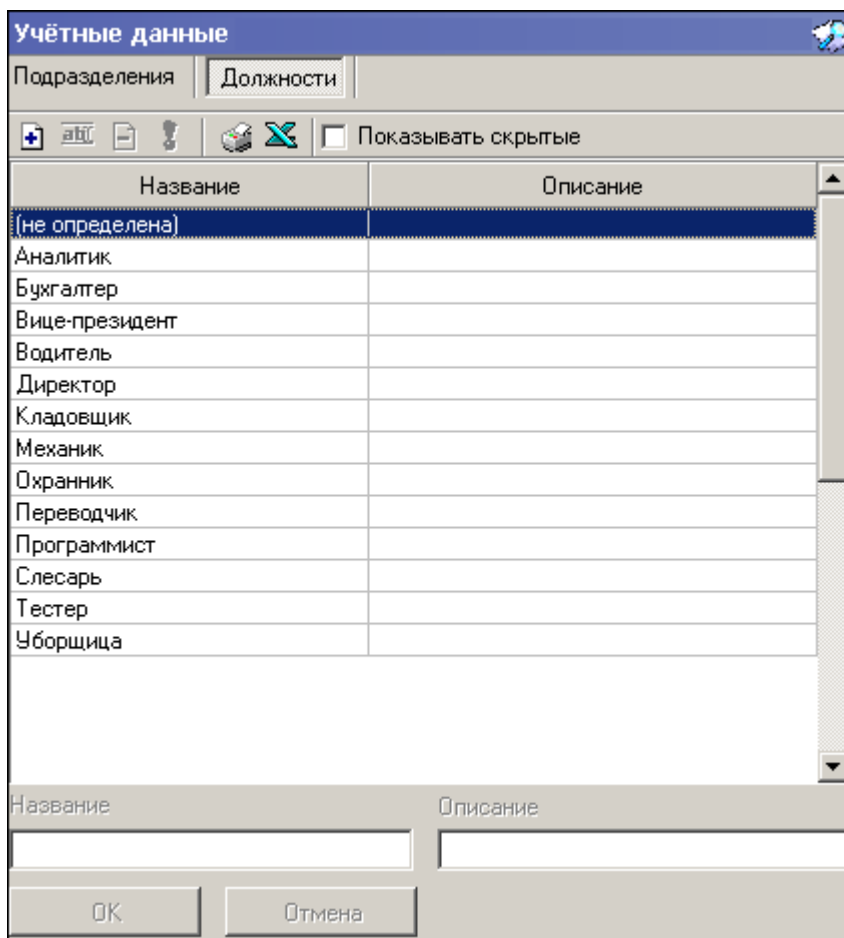 Учётные данные
Подразделения Должности
Показывать скрытые
Название Описание
(не определена)
Аналитик
Бухгалтер
Вице-президент
Водитель
Директор
Кладовщик
Механик
Охранник
Переводчик
Программист
Слесарь
Тестер
Уборщица
Название Описание
OK Отмена